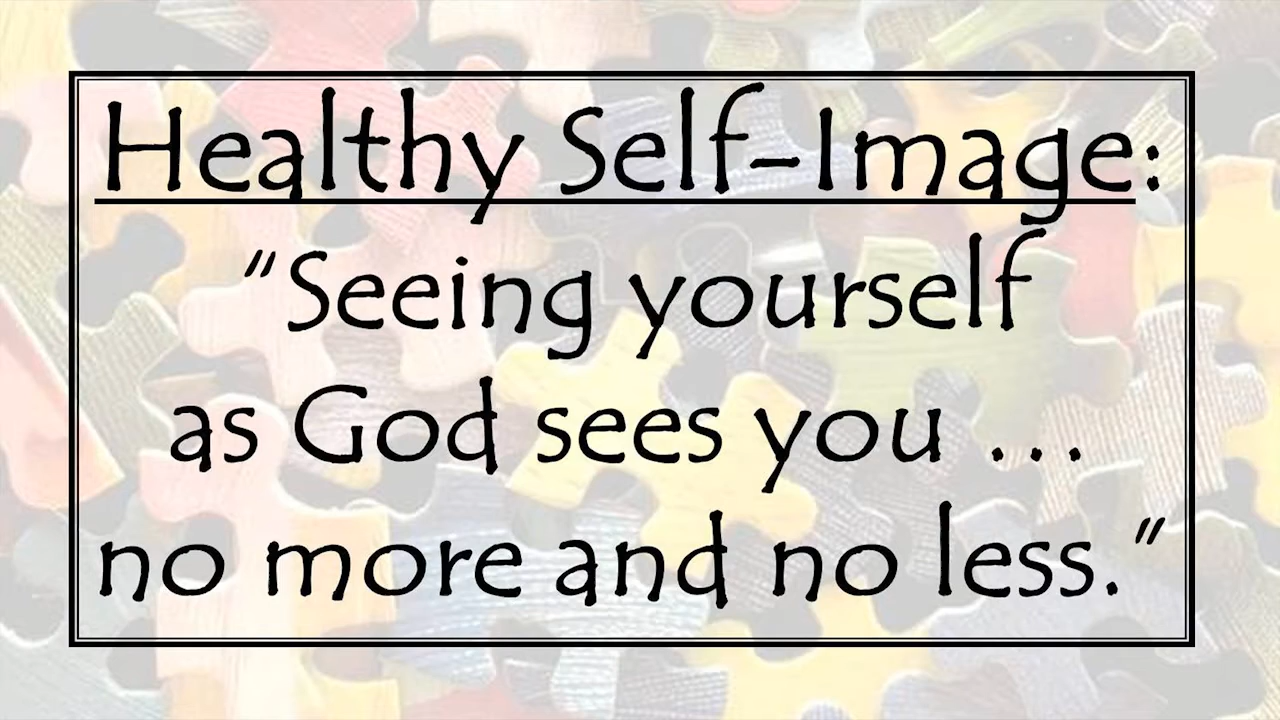 Healthy Self-Image:
"Seeing yourself
as God sees you ...
no more and no less."